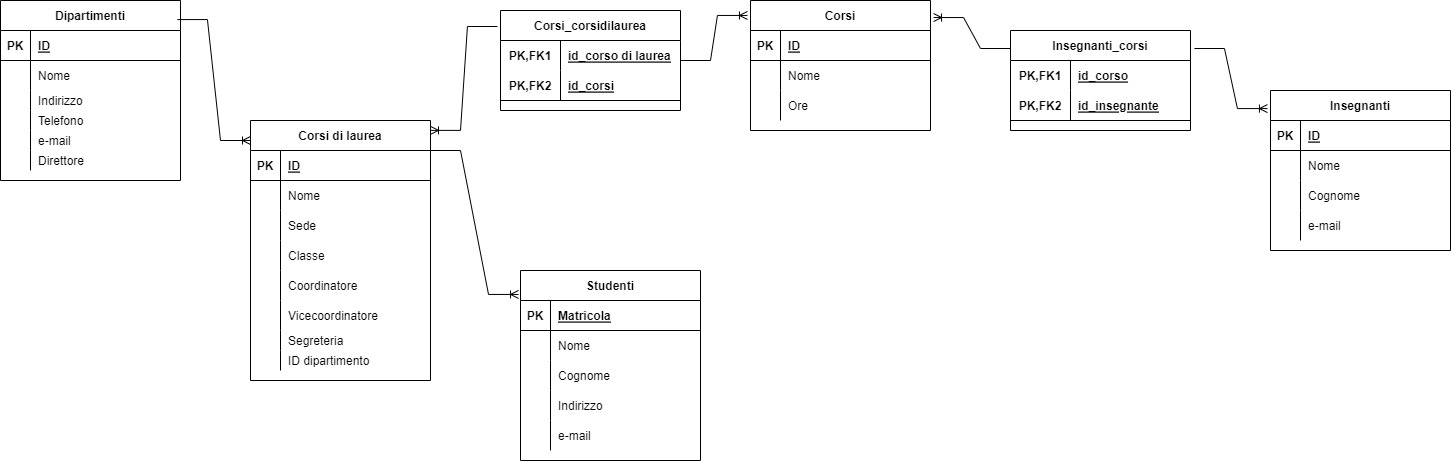 Dipartimenti
PK ID
Nome
Indirizzo
Telefono
e-mail
Direttore
Corsi di laurea
PK ID
Nome
Sede
Classe
Coordinatore
Vicecoordinatore
Segreteria
ID dipartimento
Corsi_corsidilaurea
PK,FK1 id_corso di laurea
PK,FK2 id_corsi
Studenti
PK Matricola
Nome
Cognome
Indirizzo
e-mail
Corsi
PK ID
Nome
Ore
Insegnanti_corsi
PK,FK1 id_corso
PK,FK2 id_insegnante
Insegnanti
PK ID
Nome
Cognome
e-mail